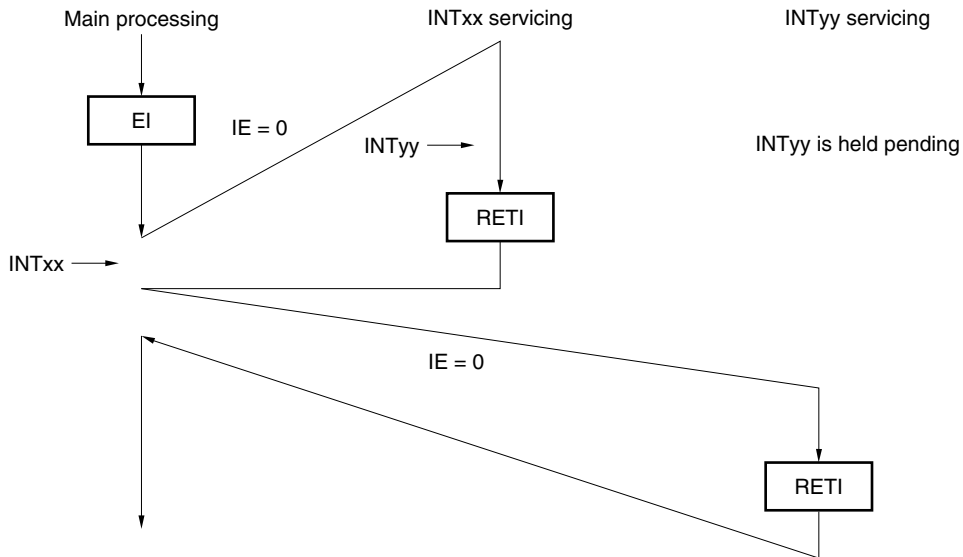 Main processing
INTxx servicing
INTyy servicing
EI
IE = 0
INTyy
INTyy is held pending
RETI
INTxx
IE = 0
RETI